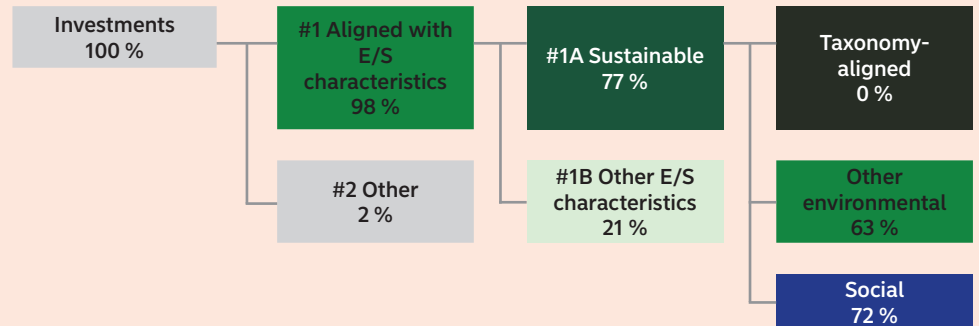 Investments
100 %
#1 Aligned with
E/S
characteristics
98 %
#1A Sustainable
77 %
Taxonomy-
aligned
0 %
#2 Other
2 %
#1B Other E/S
characteristics
21 %
Other
environmental
63 %
Social
72 %